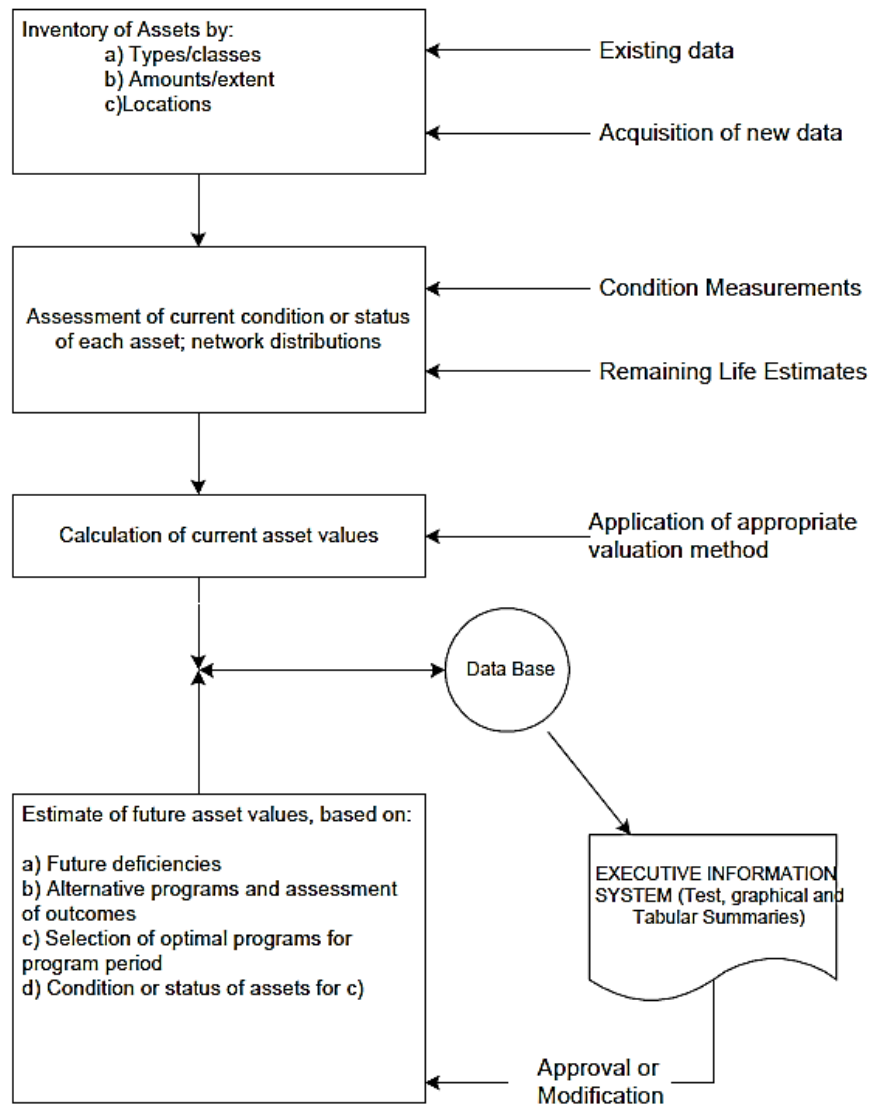 Inventory of Assets by:
a) Types/classes
b) Amounts/extent
c)Locations
Existing data
Acquisition of new data
Assessment of current condition or status
of each asset; network distributions
Condition Measurements
Remaining Life Estimates
Calculation of current asset values
Application of appropriate
valuation method
Data Base
Estimate of future asset values, based on:
a) Future deficiencies
b) Alternative programs and assessment
of outcomes
c) Selection of optimal programs for
program period
d) Condition or status of assets for c)
EXECUTIVE INFORMATION
SYSTEM (Test, graphical and
Tabular Summaries)
Approval or
Modification